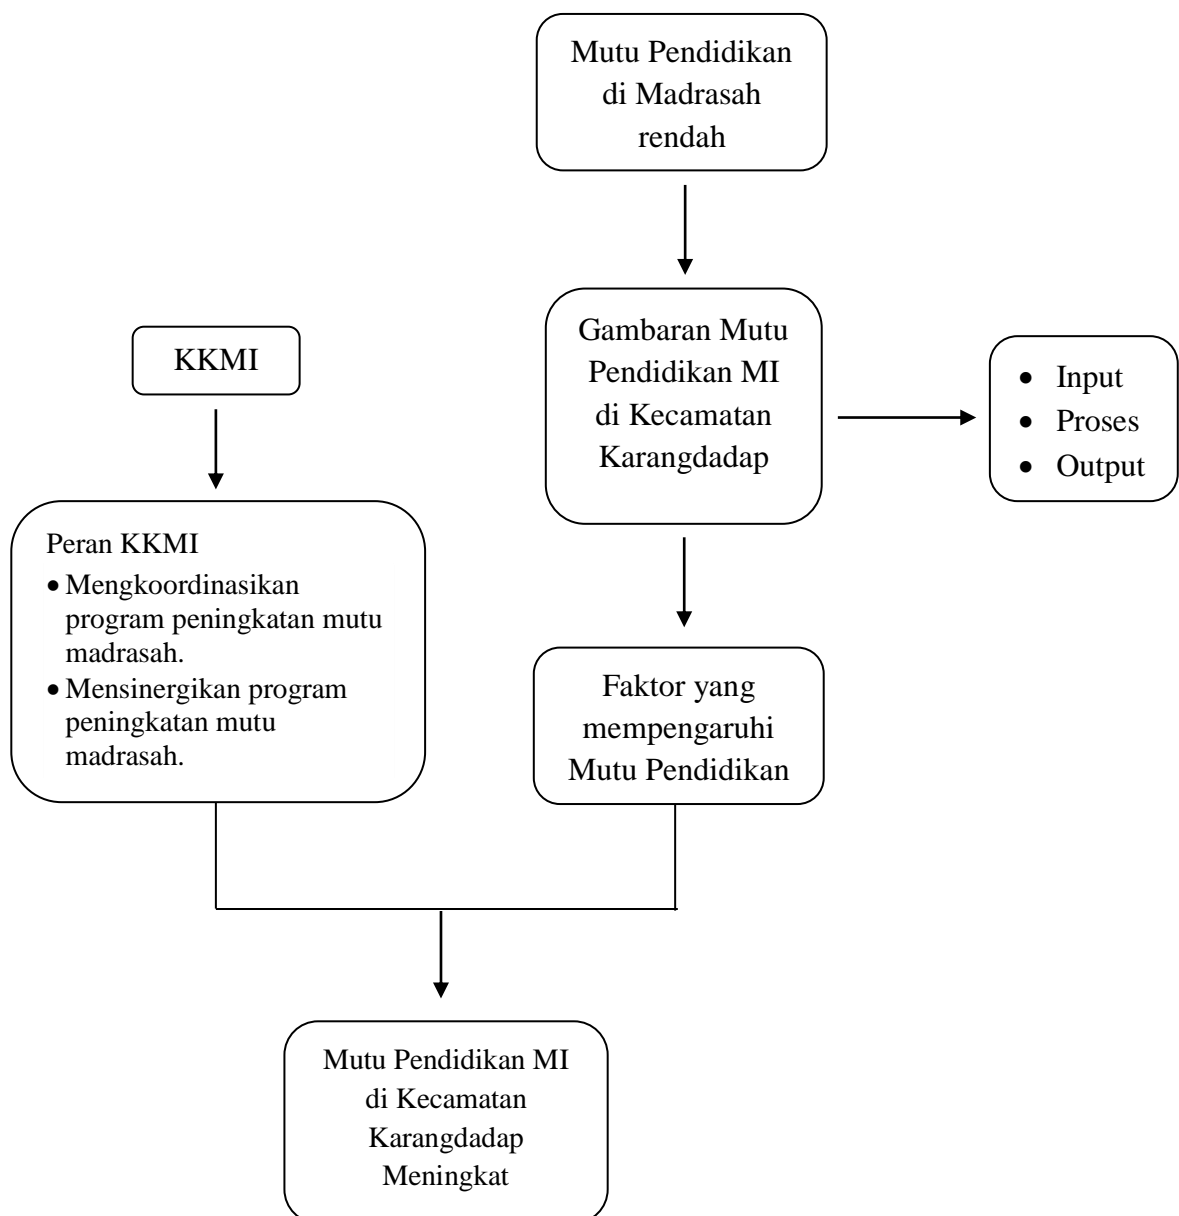 Mutu Pendidikan
di Madrasah
rendah
Gambaran Mutu
Pendidikan MI
di Kecamatan
Karangdadap
• Input
• Proses
• Output
KKMI
Peran KKMI
• Mengkoordinasikan
program peningkatan mutu
madrasah.
• Mensinergikan program
peningkatan mutu
madrasah.
Faktor yang
mempengaruhi
Mutu Pendidikan
Mutu Pendidikan MI
di Kecamatan
Karangdadap
Meningkat